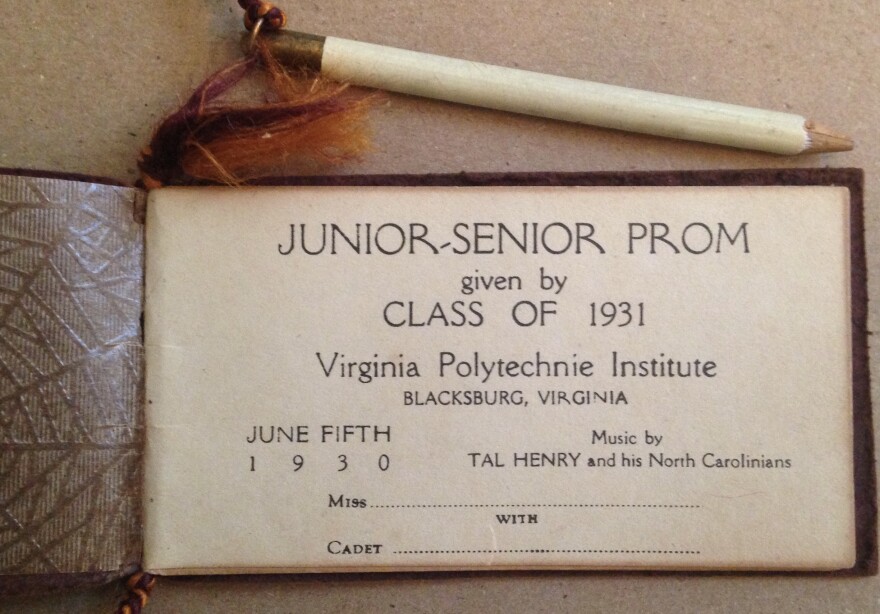 JUNIOR-SENIOR PROM
given by
CLASS OF 1931
Virginia Polytechnie Institute
BLACKSBURG, VIRGINIA
JUNE FIFTH
1 9 3 0
Music by
TAL HENRY and his North Carolinians
MISS
WITH
CADET